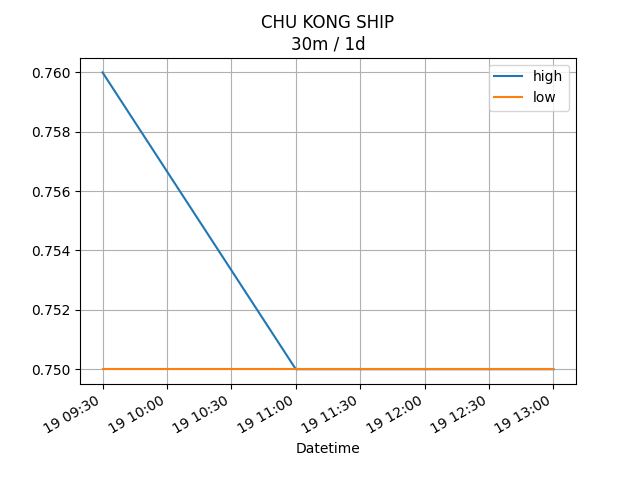 CHU KONG SHIP
30m / 1d
high
low
0.760
0.758
0.756
0.754
0.752
0.750
19 09:30
19 10:00
19 10:30
19 11:00
19 11:30
19 12:00
19 12:30
19 13:00
Datetime